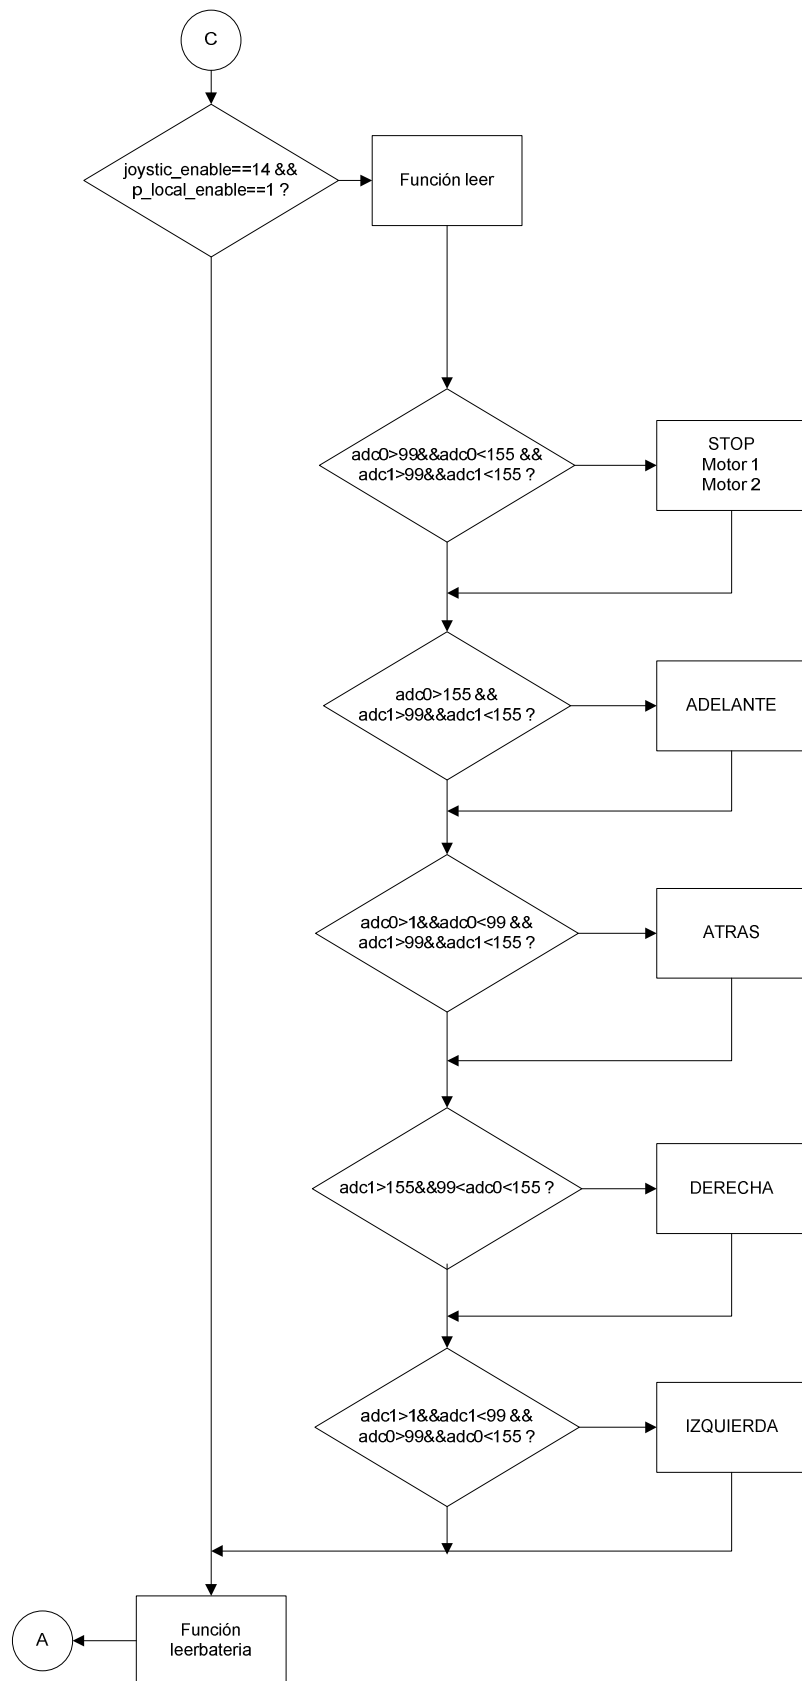 C
joystic_enable==14 &&
p_local_enable==1 ?
Función leer
adc0>99&&adc0<155 &&
adc1>99&&adc1<155 ?
STOP
Motor 1
Motor 2
adc0>155 &&
adc1>99&&adc1<155 ?
ADELANTE
adc0>1&&adc0<99 &&
adc1>99&&adc1<155 ?
ATRAS
adc1>155&&99<adc0<155 ?
DERECHA
adc1>1&&adc1<99 &&
adc0>99&&adc0<155 ?
IZQUIERDA
A
Función
leerbateria